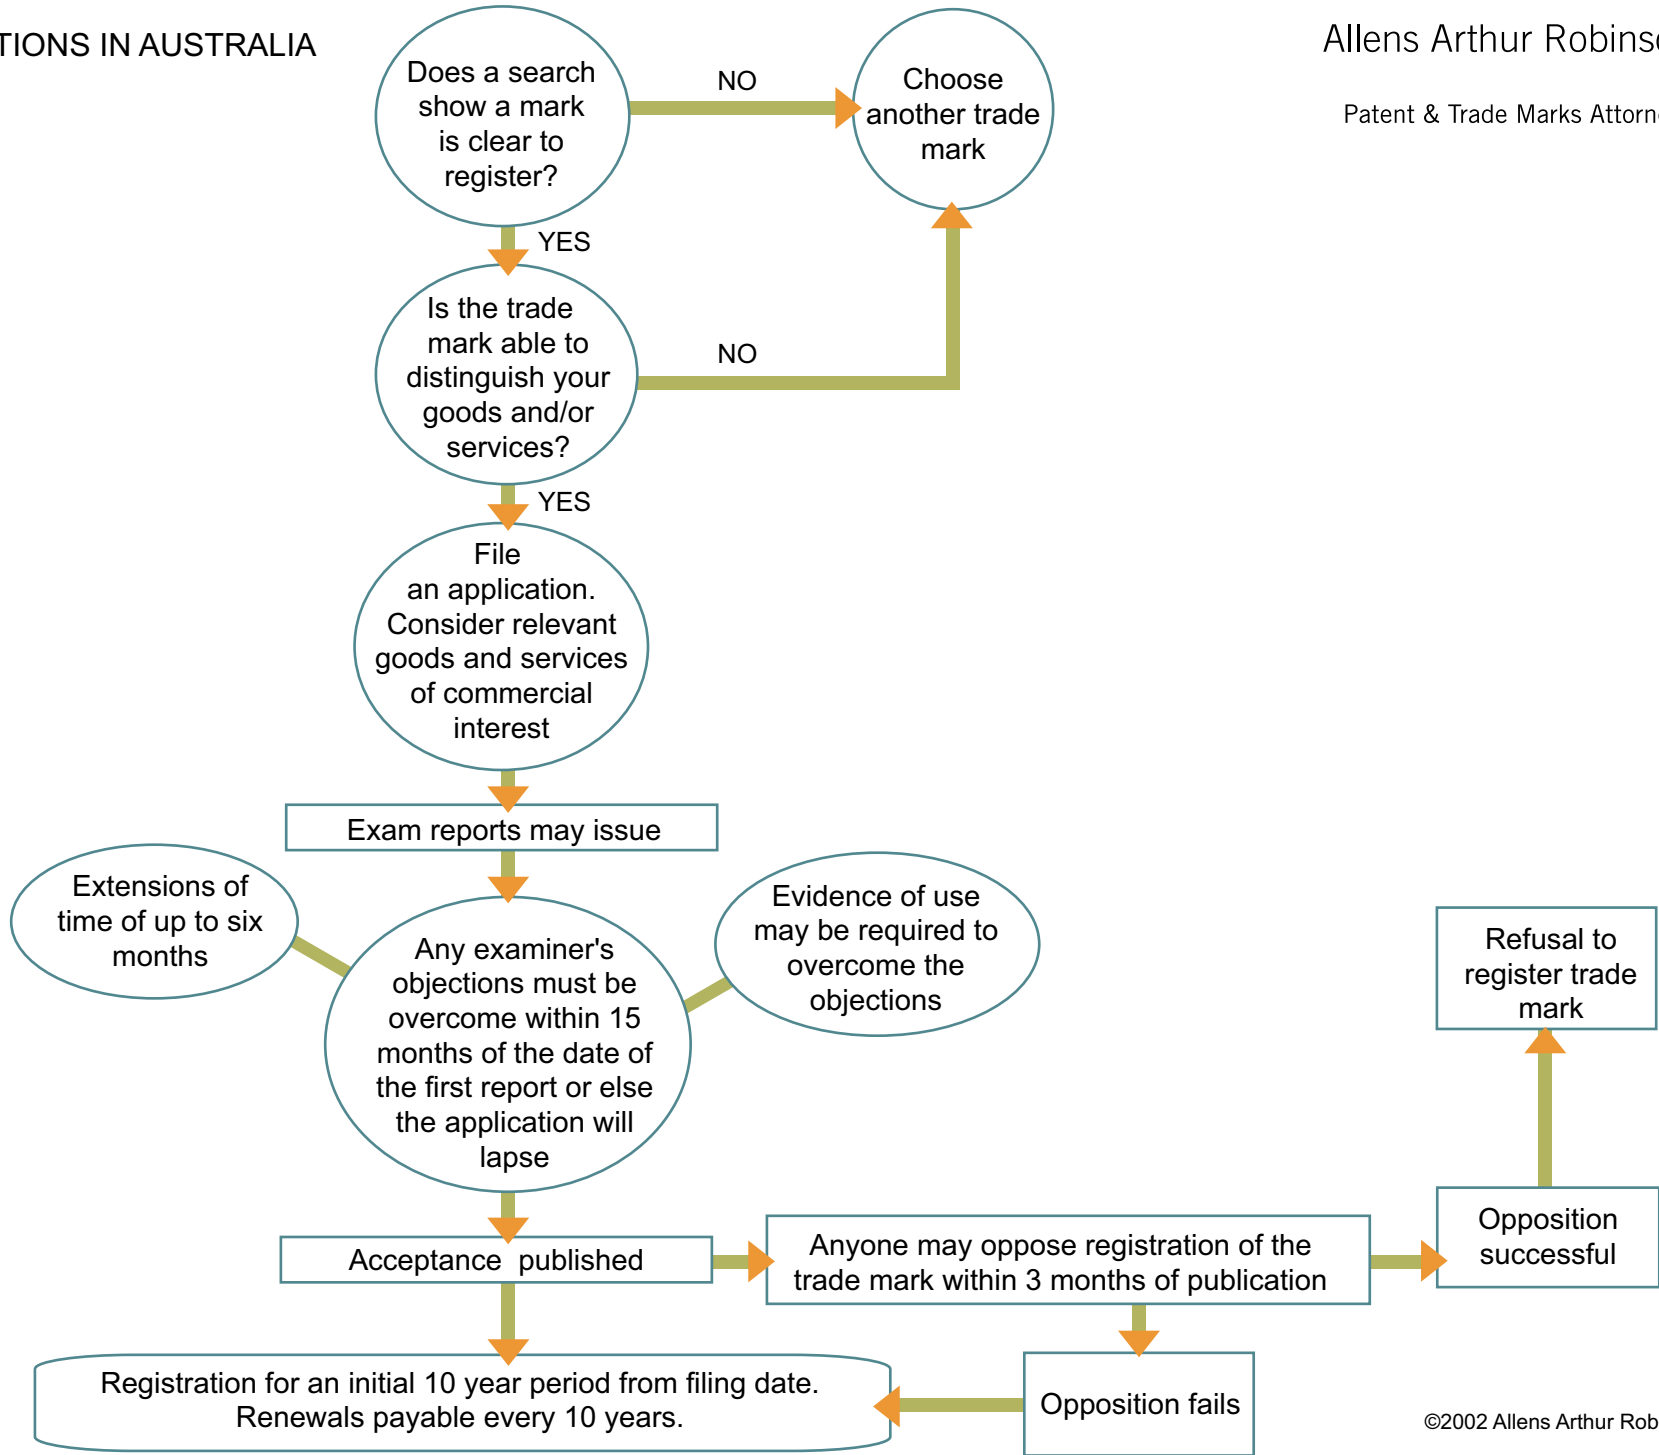 TIONS IN AUSTRALIA
Allens Arthur
Patent & Trade Marks
Does a search
show a mark
is clear to
register?
NO
Choose
another trade
mark
YES
Is the trade
mark able to
distinguish your
goods and/or
services?
NO
YES
File
an application.
Consider relevant
goods and services
of commercial
interest
Exam reports may issue
Extensions of
time of up to six
months
Evidence of use
may be required to
overcome the
objections
Any examiner's
objections must be
overcome within 15
months of the date of
the first report or else
the application will
lapse
Refusal to
register trade
mark
Acceptance published
Anyone may oppose registration of the
trade mark within 3 months of publication
Opposition
successful
Registration for an initial 10 year period from filing date.
Renewals payable every 10 years.
Opposition fails
©2002 Allens Arthur Rob